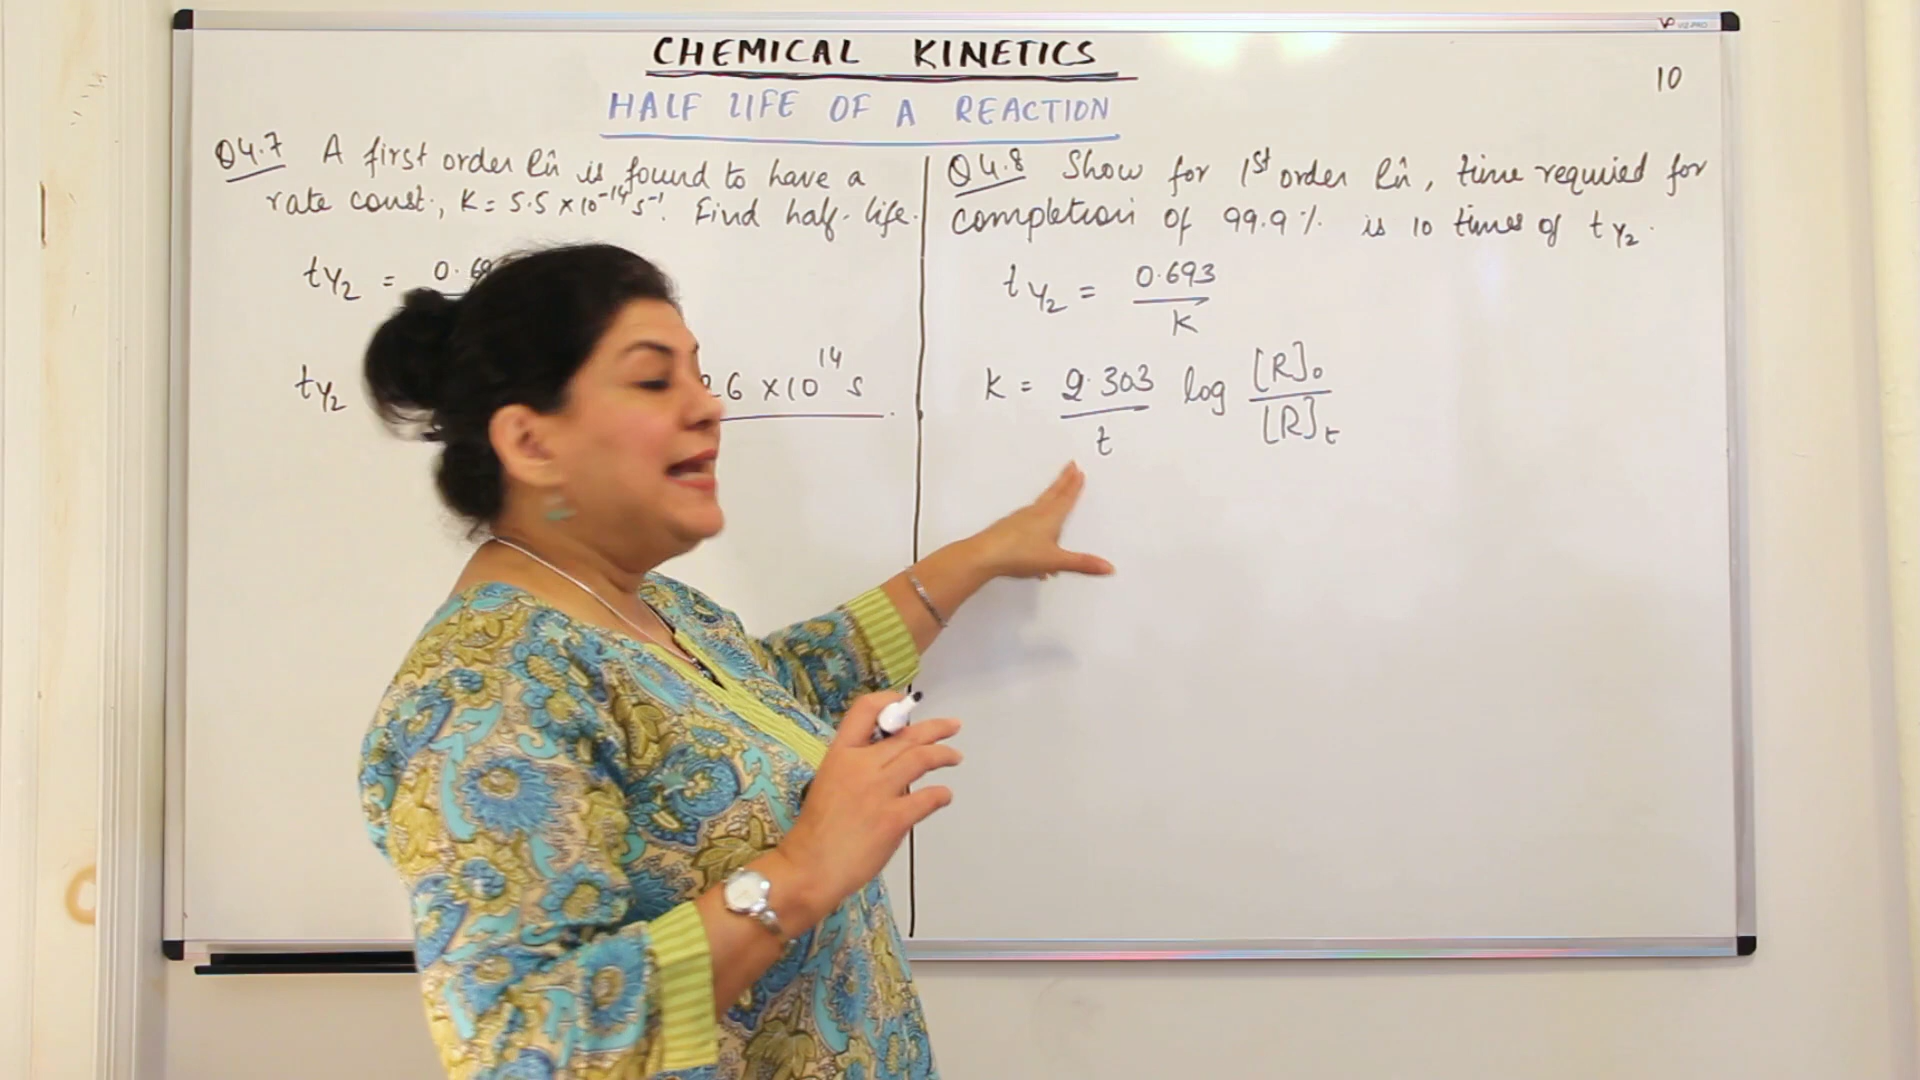 VIZ-PRO
CHEMICAL KINETICS
10
HALF LIFE OF A REACTION
Q4.7 A first order Rn̂ is found to have a
rate const., K = 5.5 × 10⁻¹⁴ s⁻¹. Find half-life.
t½ = 0.69
t½ 26 × 10¹⁴ s
Q4.8 Show for 1st order Rn̂, time required for
completion of 99.9% is 10 times of t½.
t½ = 0.693
K
K = 2.303 log [R]₀
t [R]t